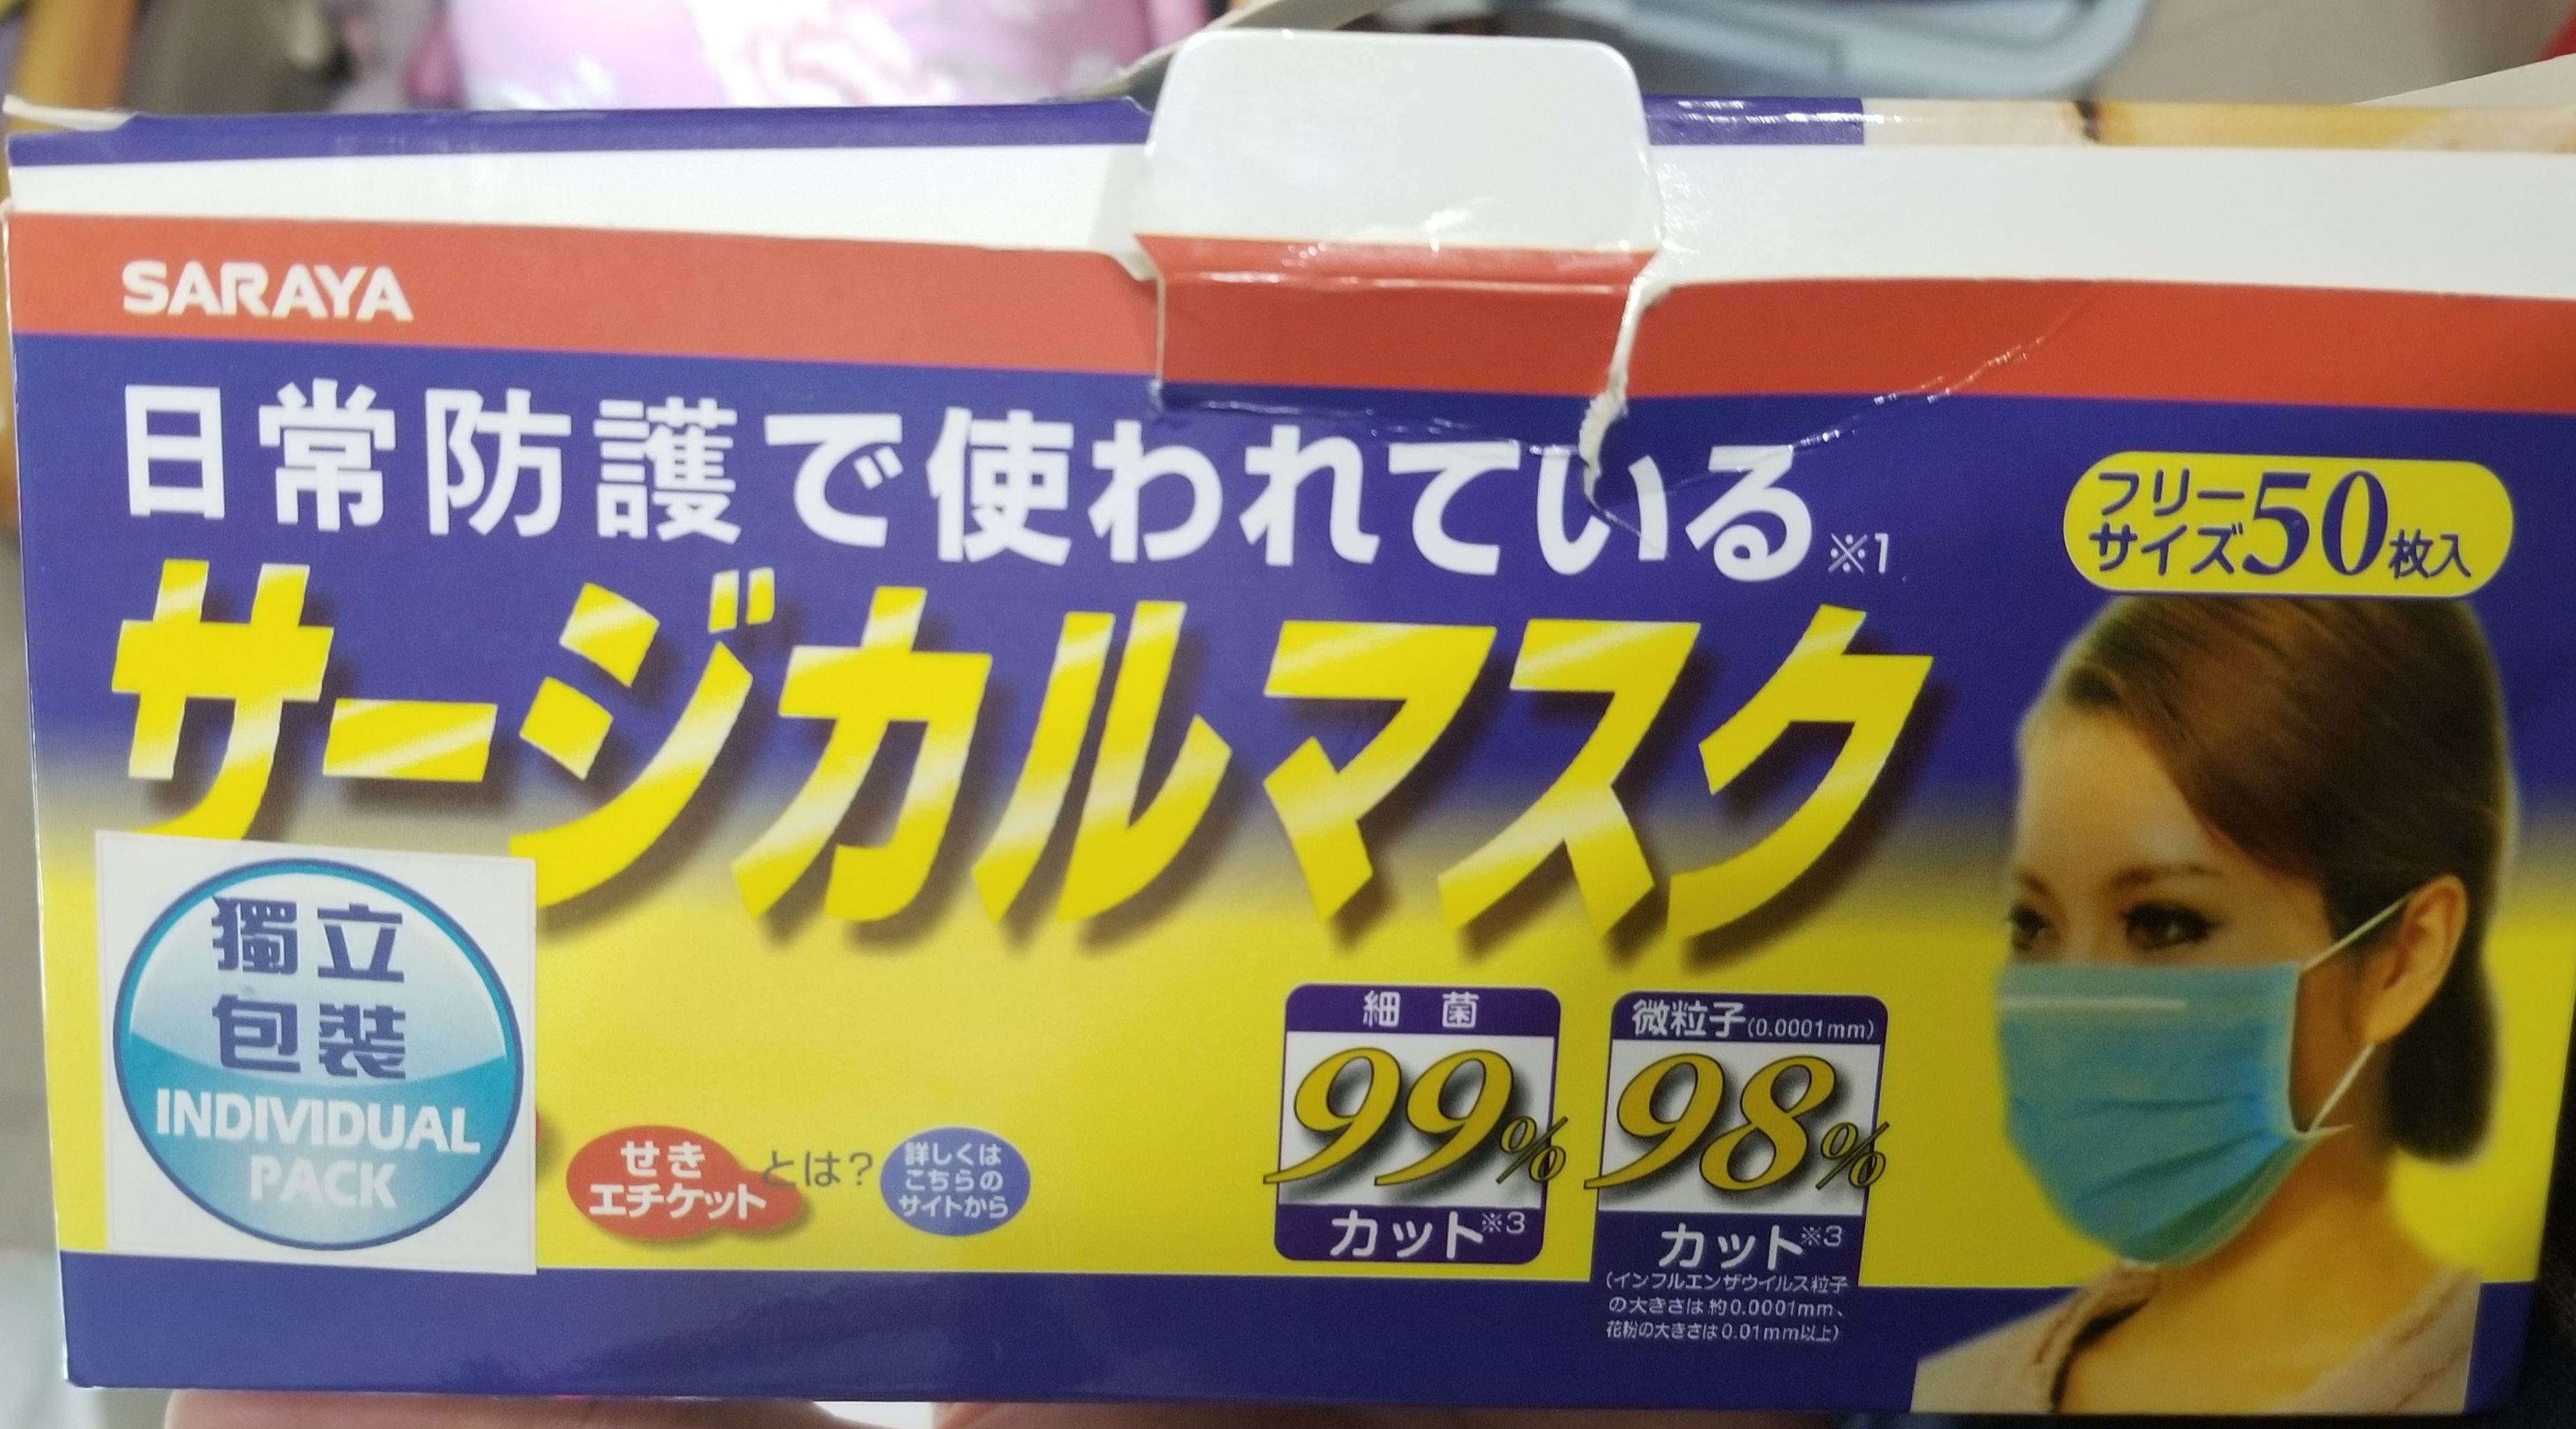 SARAYA
日常防護で使われている※1
サージカルマスク
フリー
サイズ50枚入
獨立
包裝
INDIVIDUAL
PACK
せき
エチケット
とは?
詳しくは
こちらの
サイトから
細菌
99%
カット※3
微粒子(0.0001mm)
98%
カット※3
(インフルエンザウイルス粒子
の大きさは約0.0001mm、
花粉の大きさは0.01mm以上)